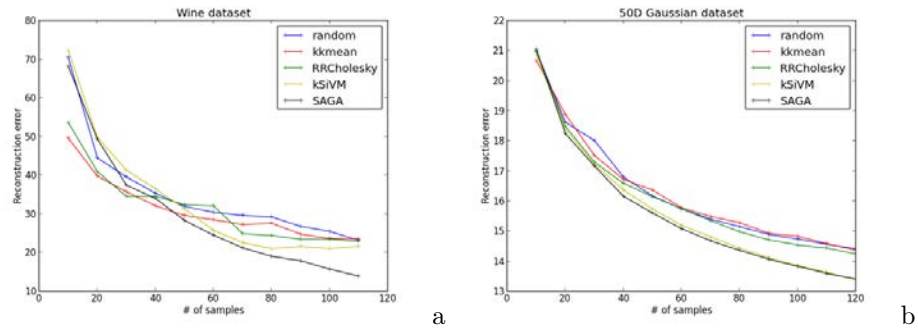 Wine dataset
80
70
60
50
40
30
20
10
Reconstruction error
random
kkmean
RRCholesky
kSiVM
SAGA
0 20 40 60 80 100 120
# of samples
a
50D Gaussian dataset
22
21
20
19
18
17
16
15
14
13
Reconstruction error
random
kkmean
RRCholesky
kSiVM
SAGA
0 20 40 60 80 100 120
# of samples
b